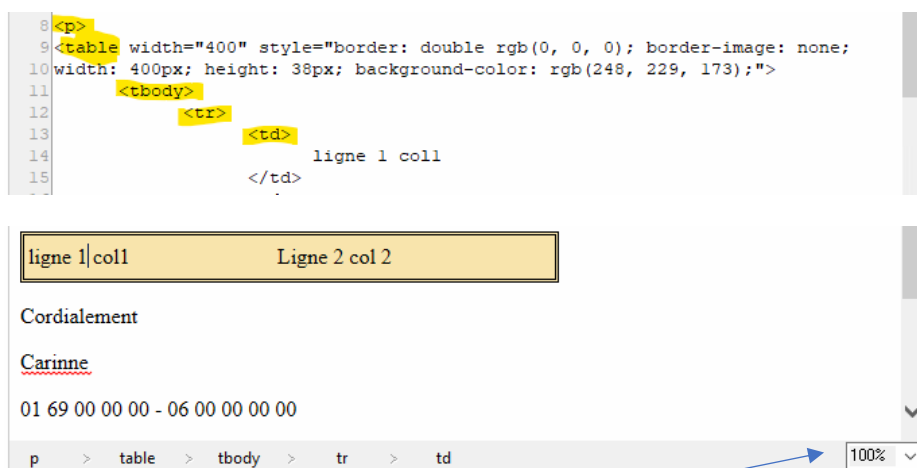 8 <p>
9 <table width="400" style="border: double rgb(0, 0, 0); border-image: none;
10 width: 400px; height: 38px; background-color: rgb(248, 229, 173);">
11 <tbody>
12 <tr>
13 <td>
14 ligne 1 col1
15 </td>
ligne 1 col1 Ligne 2 col 2
Cordialement
Carinne
01 69 00 00 00 - 06 00 00 00 00
p > table > tbody > tr > td 100%